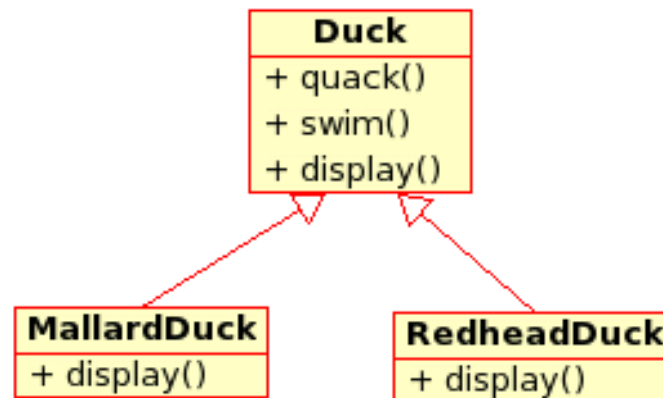 Duck
+ quack()
+ swim()
+ display()
MallardDuck
+ display()
RedheadDuck
+ display()